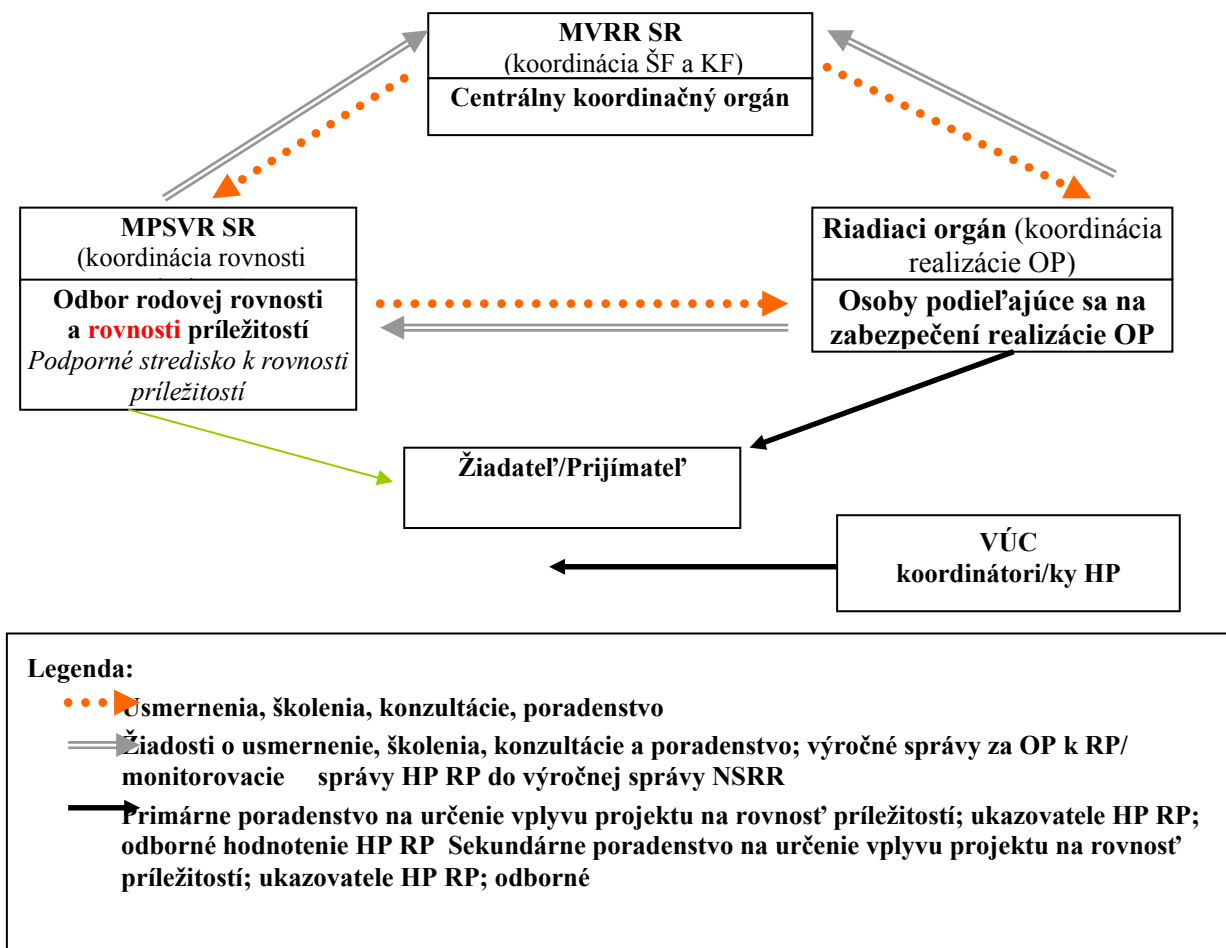 MVRR SR
(koordinácia ŠF a KF)
Centrálny koordinačný orgán
MPSVR SR
(koordinácia rovnosti
Odbor rodovej rovnosti
a rovnosti príležitostí
Podporné stredisko k rovnosti
príležitostí
Riadiaci orgán (koordinácia
realizácie OP)
Osoby podieľajúce sa na
zabezpečení realizácie OP
Žiadateľ/Prijímateľ
VÚC
koordinátori/ky HP
Legenda:
Usmernenia, školenia, konzultácie, poradenstvo
Žiadosti o usmernenie, školenia, konzultácie a poradenstvo; výročné správy za OP k RP/
monitorovacie správy HP RP do výročnej správy NSRR
Primárne poradenstvo na určenie vplyvu projektu na rovnosť príležitostí; ukazovatele HP RP;
odborné hodnotenie HP RP Sekundárne poradenstvo na určenie vplyvu projektu na rovnosť
príležitostí; ukazovatele HP RP; odborné